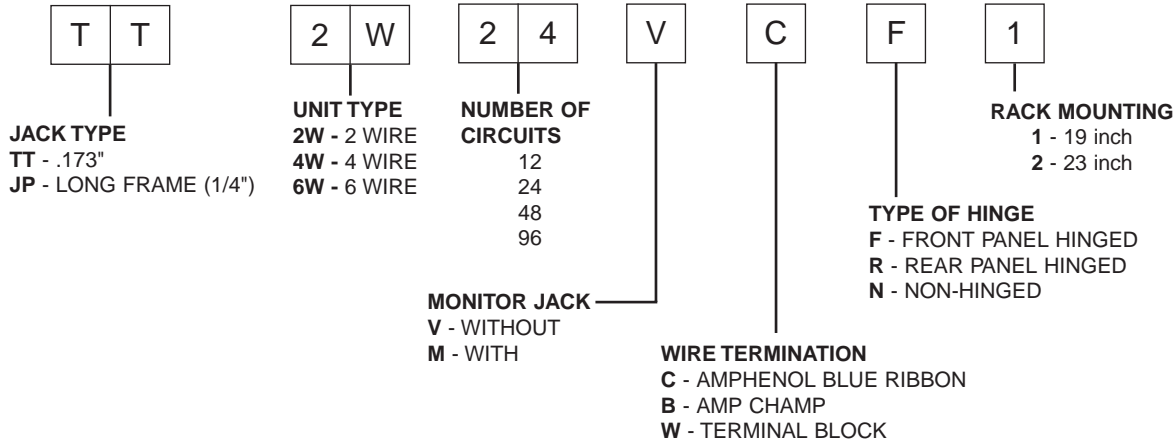 T T 2 W 2 4 V C F 1
JACK TYPE
TT - .173"
JP - LONG FRAME (1/4")
UNIT TYPE
2W - 2 WIRE
4W - 4 WIRE
6W - 6 WIRE
NUMBER OF
CIRCUITS
12
24
48
96
MONITOR JACK
V - WITHOUT
M - WITH
WIRE TERMINATION
C - AMPHENOL BLUE RIBBON
B - AMP CHAMP
W - TERMINAL BLOCK
TYPE OF HINGE
F - FRONT PANEL HINGED
R - REAR PANEL HINGED
N - NON-HINGED
RACK MOUNTING
1 - 19 inch
2 - 23 inch